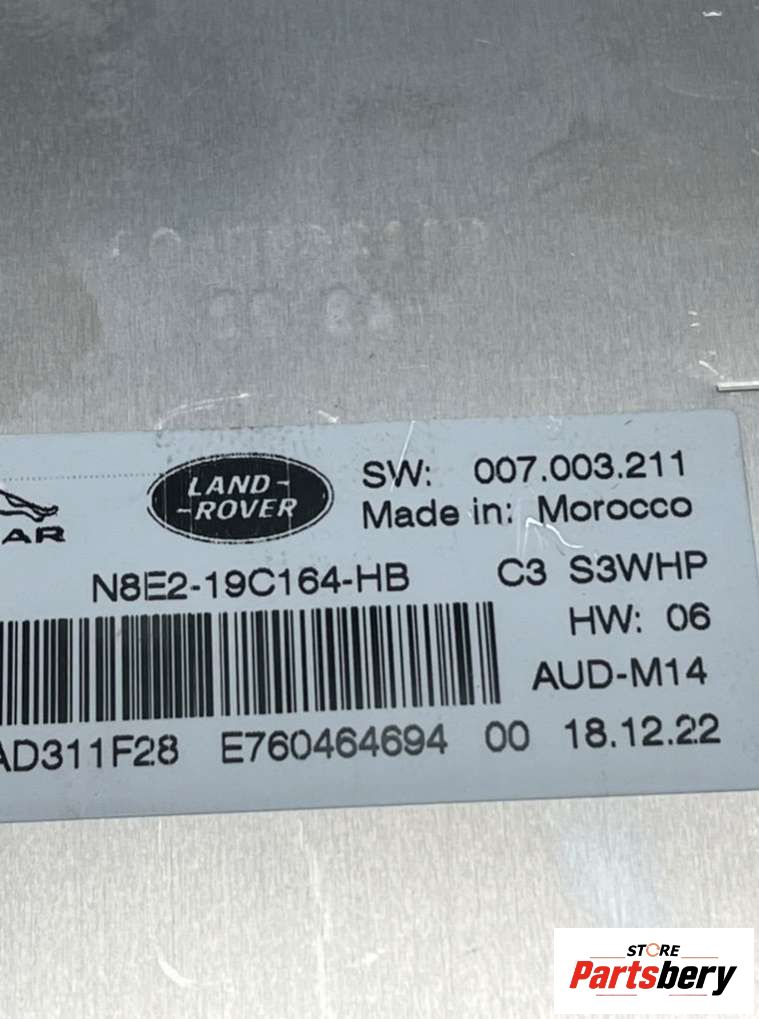 LAND-
-ROVER
AR
SW: 007.003.211
Made in: Morocco
N8E2-19C164-HB
C3 S3WHP
HW: 06
AUD-M14
AD311F28 E760464694 00 18.12.22
STORE
Partsbery